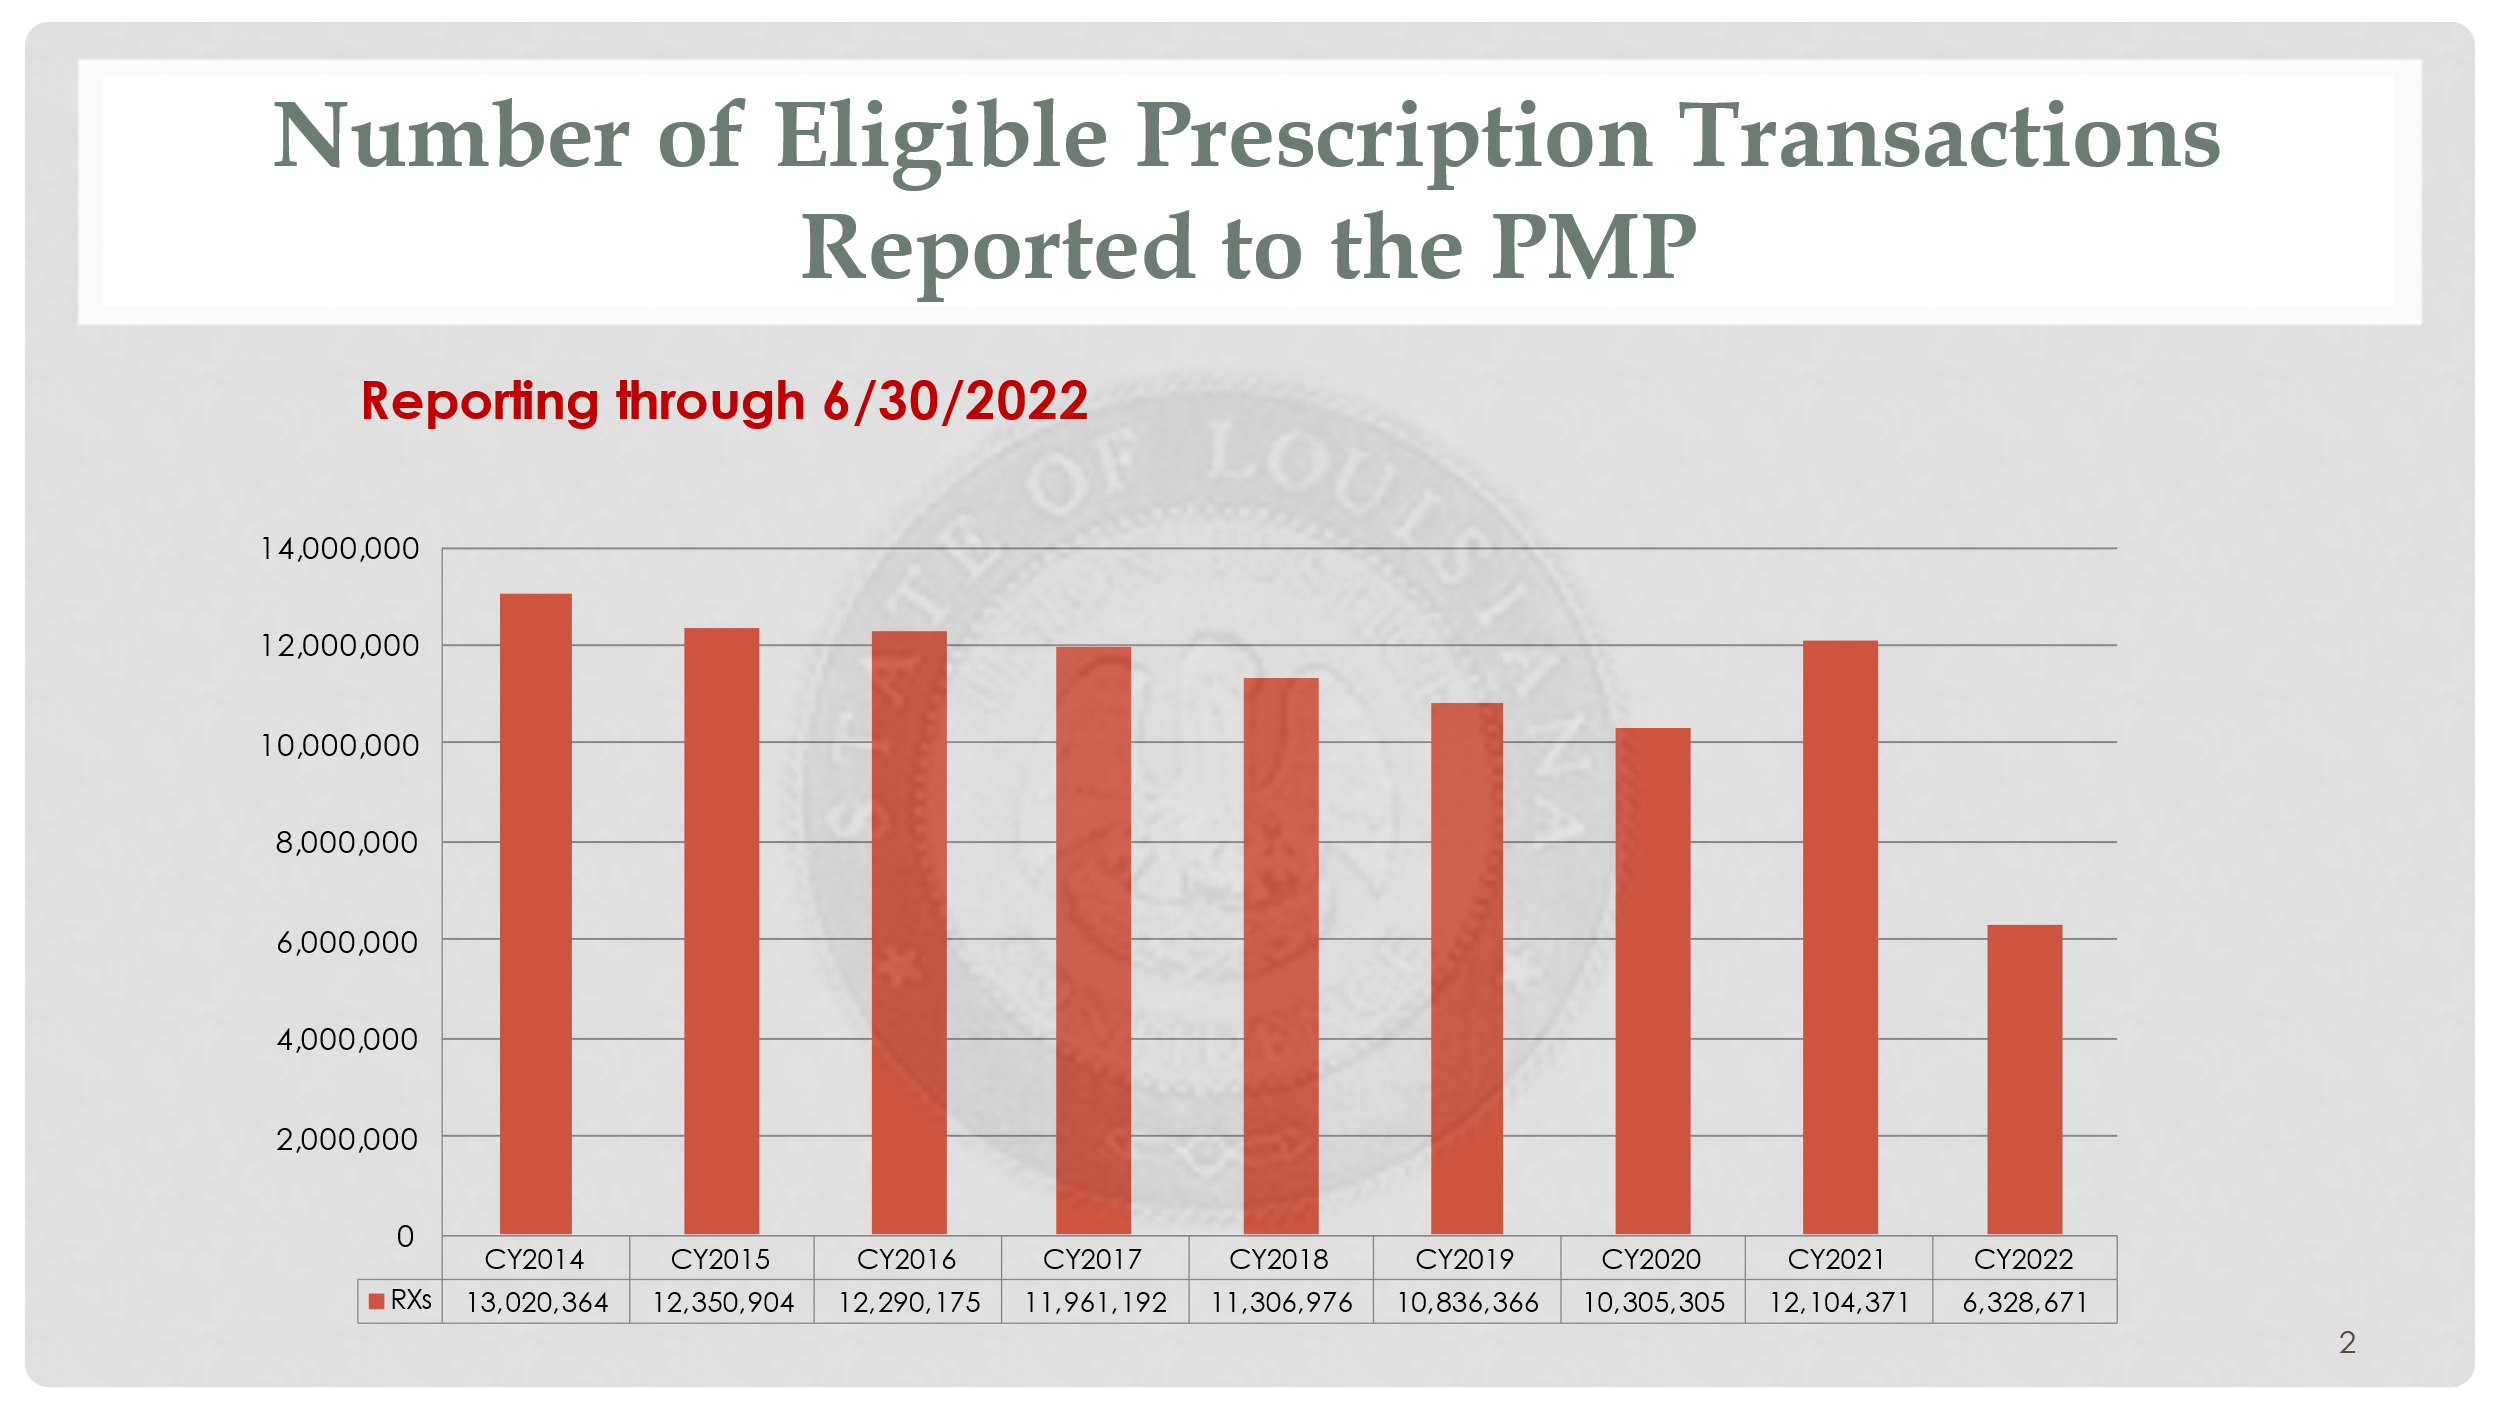 Number of Eligible Prescription Transactions
Reported to the PMP
Reporting through 6/30/2022
STATE OF LOUISIANA
14,000,000
12,000,000
10,000,000
8,000,000
6,000,000
4,000,000
2,000,000
0
CY2014 CY2015 CY2016 CY2017 CY2018 CY2019 CY2020 CY2021 CY2022
RXs 13,020,364 12,350,904 12,290,175 11,961,192 11,306,976 10,836,366 10,305,305 12,104,371 6,328,671
2